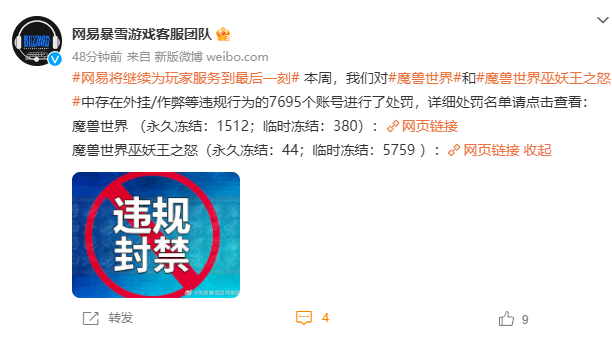 BLIZZARD
网易暴雪游戏客服团队
48分钟前 来自 新版微博 weibo.com
#网易将继续为玩家服务到最后一刻# 本周，我们对#魔兽世界#和#魔兽世界巫妖王之怒
#中存在外挂/作弊等违规行为的7695个账号进行了处罚，详细处罚名单请点击查看：
魔兽世界 （永久冻结：1512；临时冻结：380）： 网页链接
魔兽世界巫妖王之怒（永久冻结：44；临时冻结：5759 ）： 网页链接 收起
违规
封禁
转发
4
9